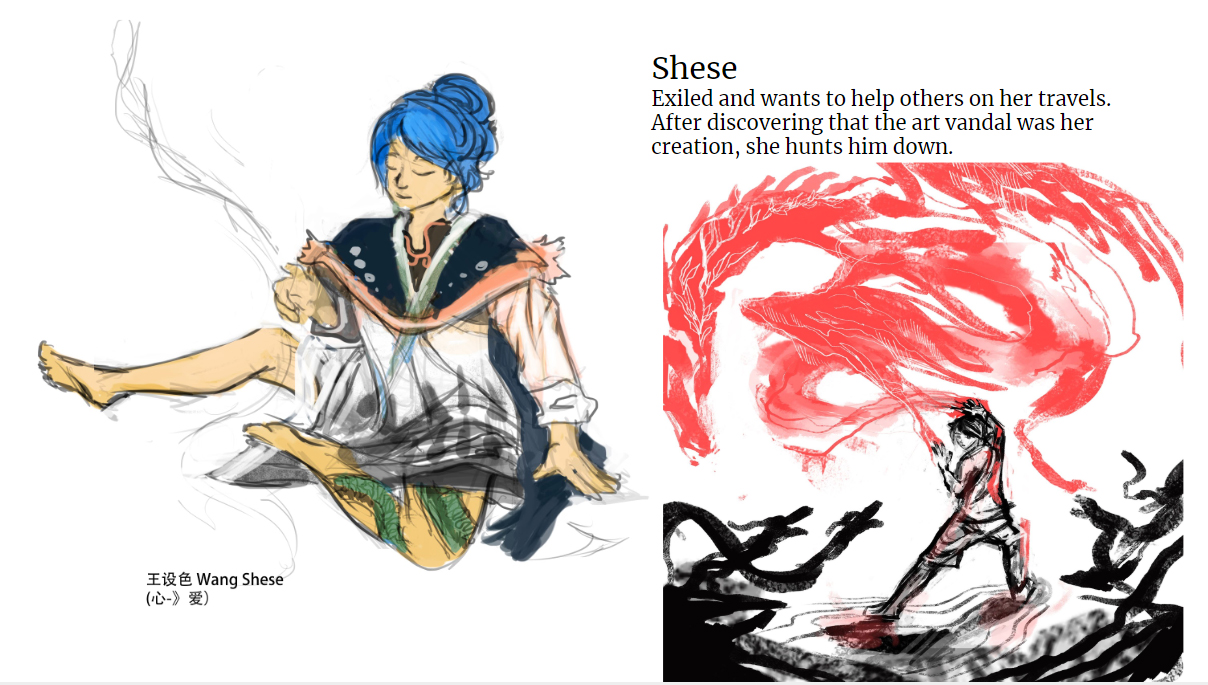 Shese
Exiled and wants to help others on her travels.
After discovering that the art vandal was her
creation, she hunts him down.
王设色 Wang Shese
(心-》爱）